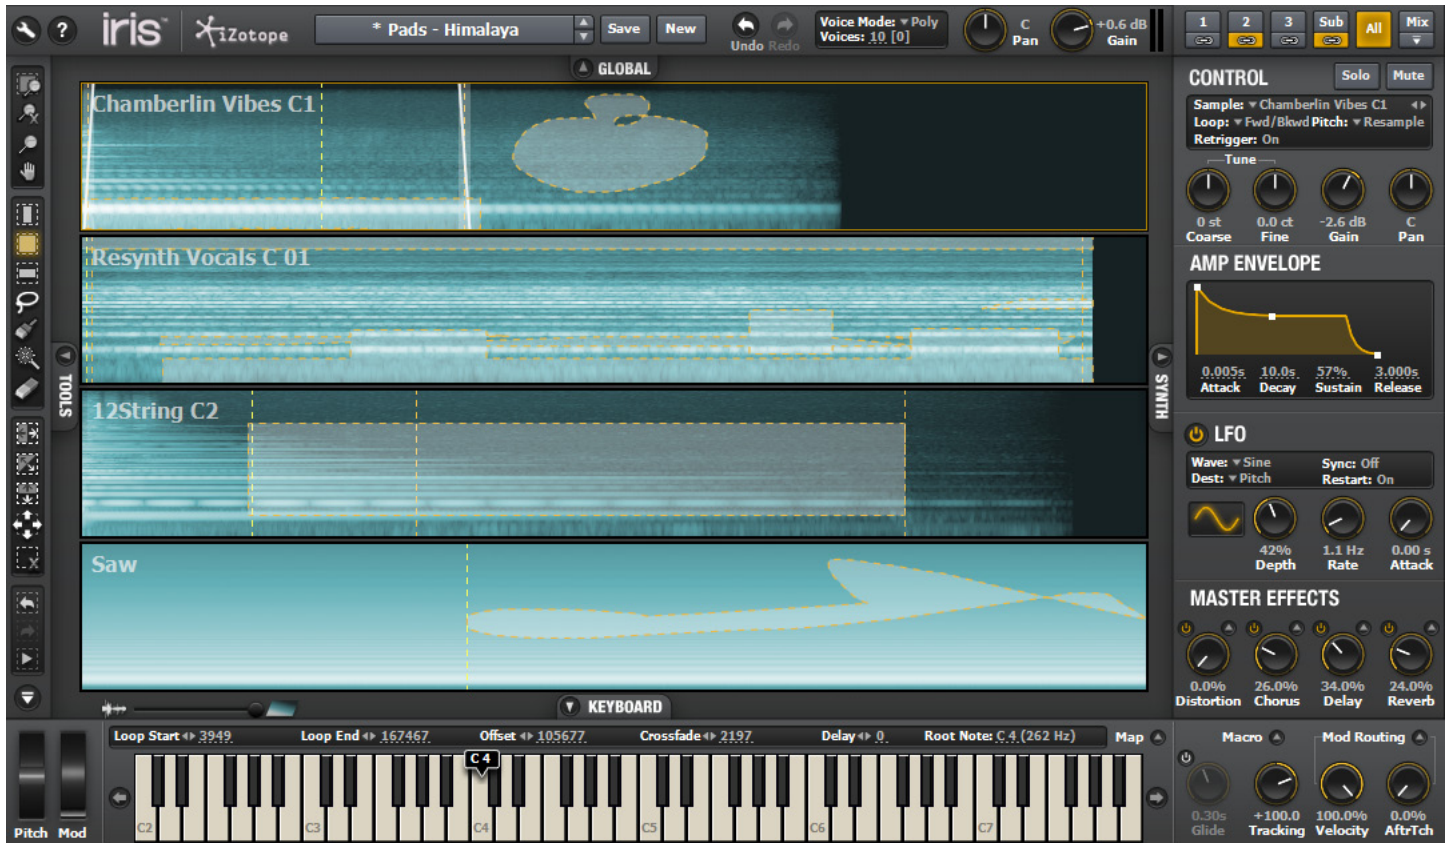 ?
iris
iZotope
* Pads - Himalaya
Save
New
Undo Redo
Voice Mode: Poly
Voices: 10 [0]
C
Pan
+0.6 dB
Gain
1
2
3
Sub
All
Mix
GLOBAL
Chamberlin Vibes C1
Resynth Vocals C 01
12String C2
Saw
TOOLS
SYNTH
CONTROL
Solo
Mute
Sample: Chamberlin Vibes C1
Loop: Fwd/Bkwd Pitch: Resample
Retrigger: On
Tune
0 st
0.0 ct
-2.6 dB
C
Coarse
Fine
Gain
Pan
AMP ENVELOPE
0.005s 10.0s 57% 3.000s
Attack Decay Sustain Release
LFO
Wave: Sine
Sync: Off
Dest: Pitch
Restart: On
42%
1.1 Hz
0.00 s
Depth
Rate
Attack
MASTER EFFECTS
0.0%
26.0%
34.0%
24.0%
Distortion Chorus Delay Reverb
KEYBOARD
Loop Start 3949
Loop End 167467
Offset 105677
Crossfade 2197
Delay 0
Root Note: C 4 (262 Hz)
Map
C 4
C2
C3
C4
C5
C6
C7
Pitch Mod
Macro
Mod Routing
0.30s
+100.0
100.0%
0.0%
Glide
Tracking
Velocity
AftrTch